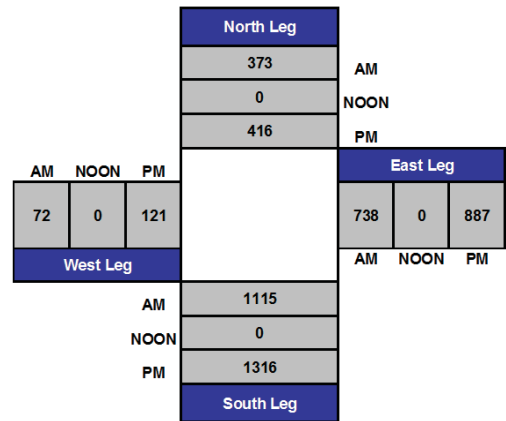 North Leg
373 AM
0 NOON
416 PM
AM NOON PM
East Leg
72 0 121
738 0 887
West Leg
AM NOON PM
AM 1115
NOON 0
PM 1316
South Leg